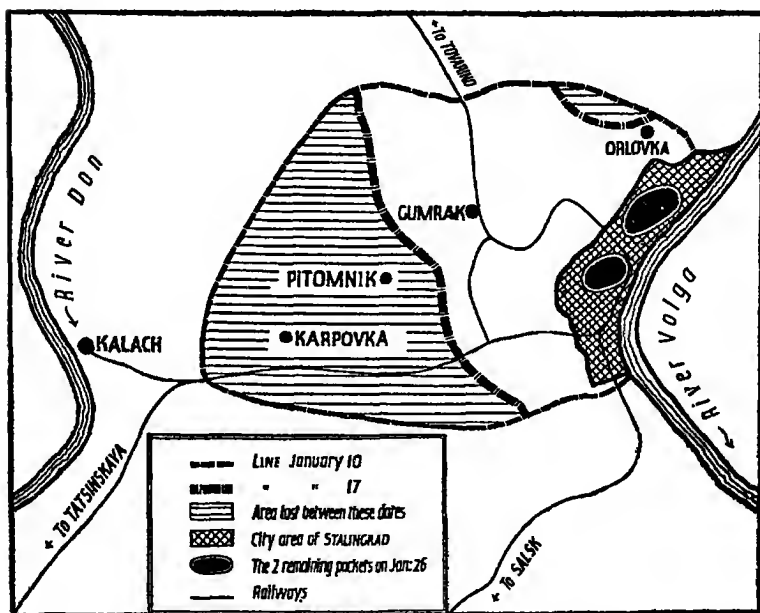 ← To TOVARINO
ORLOVKA
River Don
←
GUMRAK
PITOMNIK
KALACH
KARPOVKA
← River Volga
LINE January 10
" " 17
Area lost between these dates
City area of STALINGRAD
The 2 remaining pockets on Jan: 26
Railways
← To TATSINSKAYA
← To SALSK